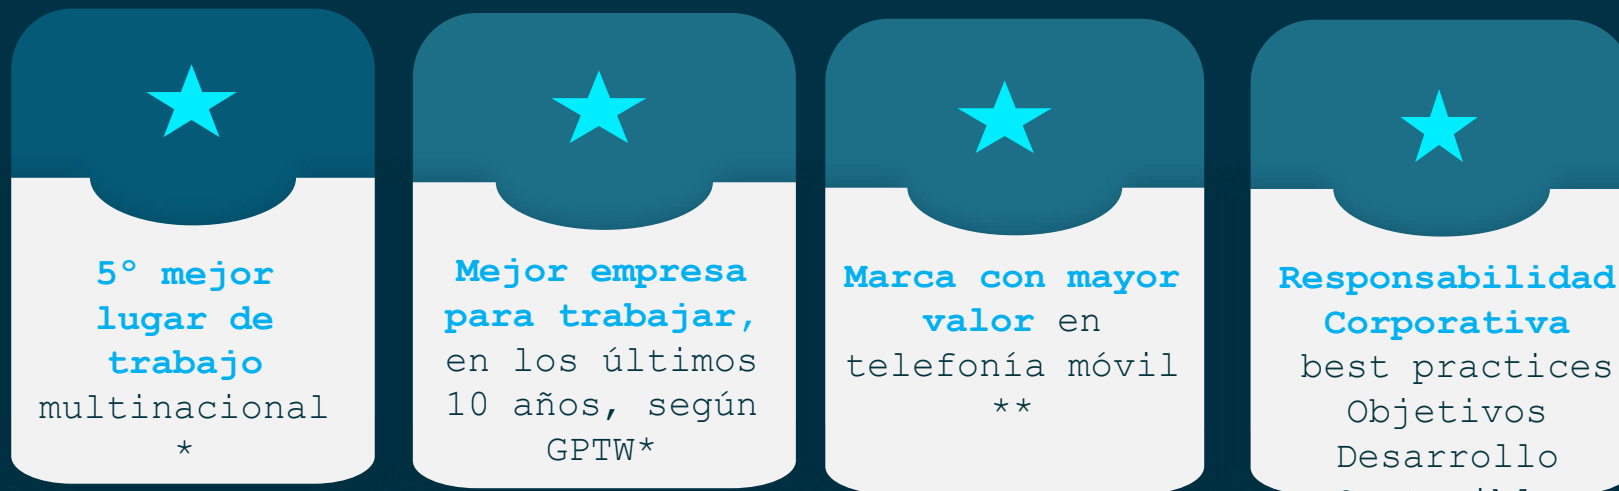 5º mejor
lugar de
trabajo
multinacional
*
Mejor empresa
para trabajar,
en los últimos
10 años, según
GPTW*
Marca con mayor
valor en
telefonía móvil
**
Responsabilidad
Corporativa
best practices
Objetivos
Desarrollo